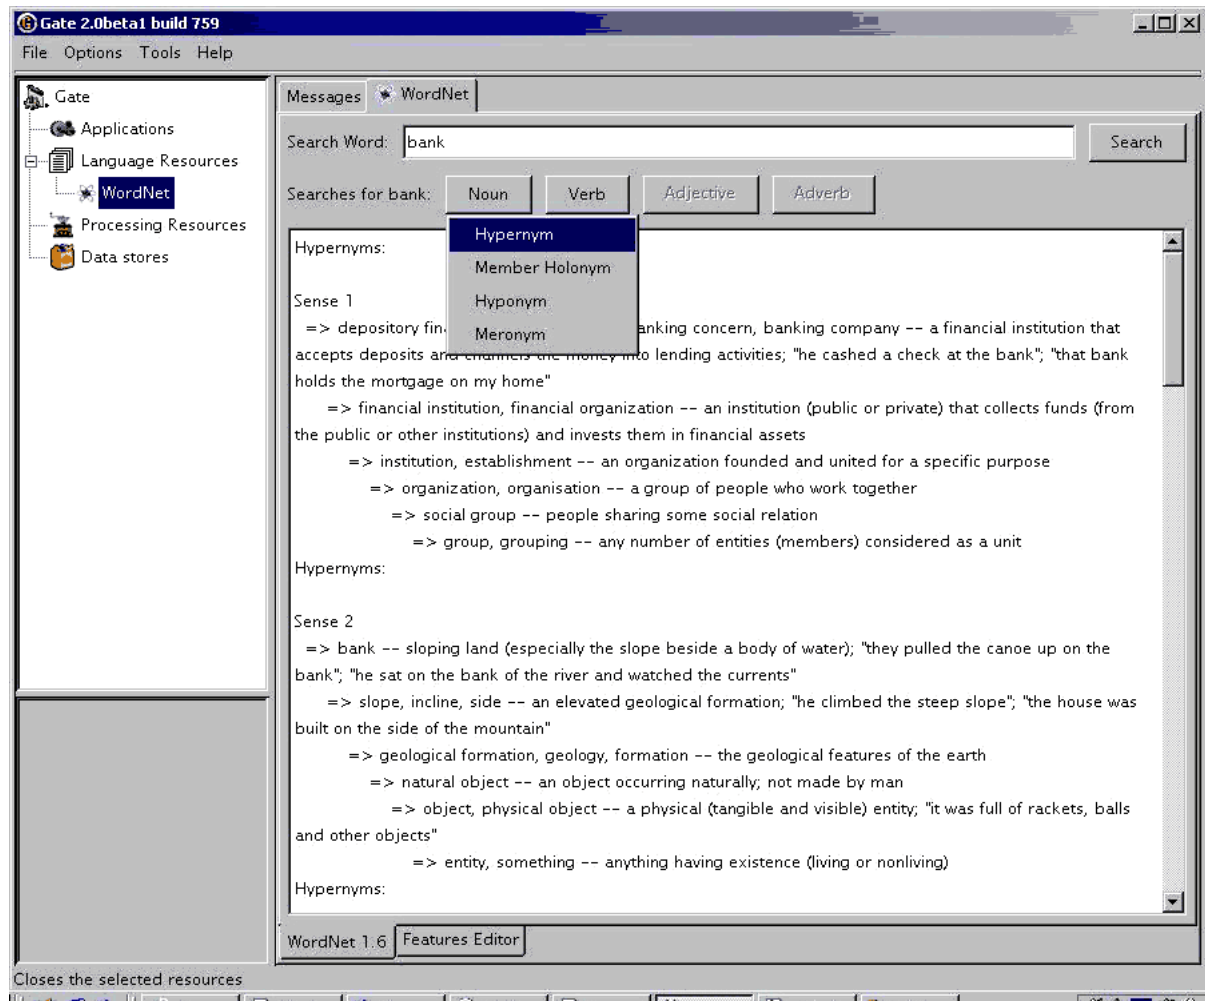 Gate 2.0beta1 build 759
File Options Tools Help
Gate
Applications
Language Resources
WordNet
Processing Resources
Data stores
Messages WordNet
Search Word: bank Search
Searches for bank: Noun Verb Adjective Adverb
Hypernym
Member Holonym
Hyponym
Meronym
Hypernyms:
Sense 1
=> depository banking concern, banking company -- a financial institution that
accepts deposits and channels the money into lending activities; "he cashed a check at the bank"; "that bank
holds the mortgage on my home"
=> financial institution, financial organization -- an institution (public or private) that collects funds (from
the public or other institutions) and invests them in financial assets
=> institution, establishment -- an organization founded and united for a specific purpose
=> organization, organisation -- a group of people who work together
=> social group -- people sharing some social relation
=> group, grouping -- any number of entities (members) considered as a unit
Hypernyms:
Sense 2
=> bank -- sloping land (especially the slope beside a body of water); "they pulled the canoe up on the
bank"; "he sat on the bank of the river and watched the currents"
=> slope, incline, side -- an elevated geological formation; "he climbed the steep slope"; "the house was
built on the side of the mountain"
=> geological formation, geology, formation -- the geological features of the earth
=> natural object -- an object occurring naturally; not made by man
=> object, physical object -- a physical (tangible and visible) entity; "it was full of rackets, balls
and other objects"
=> entity, something -- anything having existence (living or nonliving)
Hypernyms:
WordNet 1.6 Features Editor
Closes the selected resources